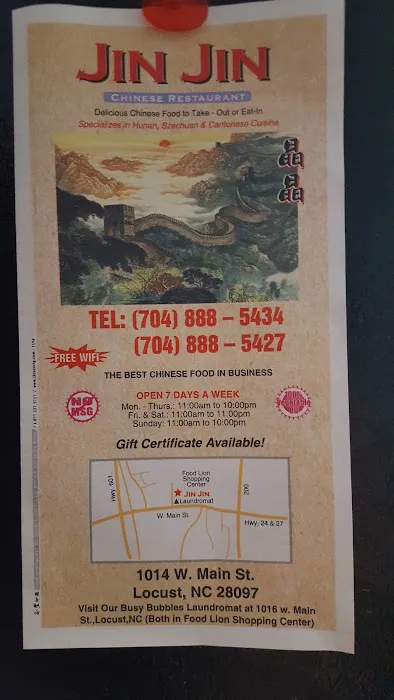 JIN JIN
CHINESE RESTAURANT
Delicious Chinese Food to Take - Out or Eat-In
Specializes in Hunan, Szechuan & Cantonese Cuisine
晶
晶
TEL: (704) 888 – 5434
(704) 888 – 5427
FREE WIFI
THE BEST CHINESE FOOD IN BUSINESS
OPEN 7 DAYS A WEEK
Mon. - Thurs.: 11:00am to 10:00pm
Fri. & Sat.: 11:00am to 11:00pm
Sunday: 11:00am to 10:00pm
NO MSG
100% Vegetable Oil
Gift Certificate Available!
Hwy. 601
Food Lion
Shopping
Center
JIN JIN
Laundromat
200
W. Main St.
Hwy. 24 & 27
1014 W. Main St.
Locust, NC 28097
Visit Our Busy Bubbles Laundromat at 1016 w. Main
St.,Locust,NC (Both in Food Lion Shopping Center)